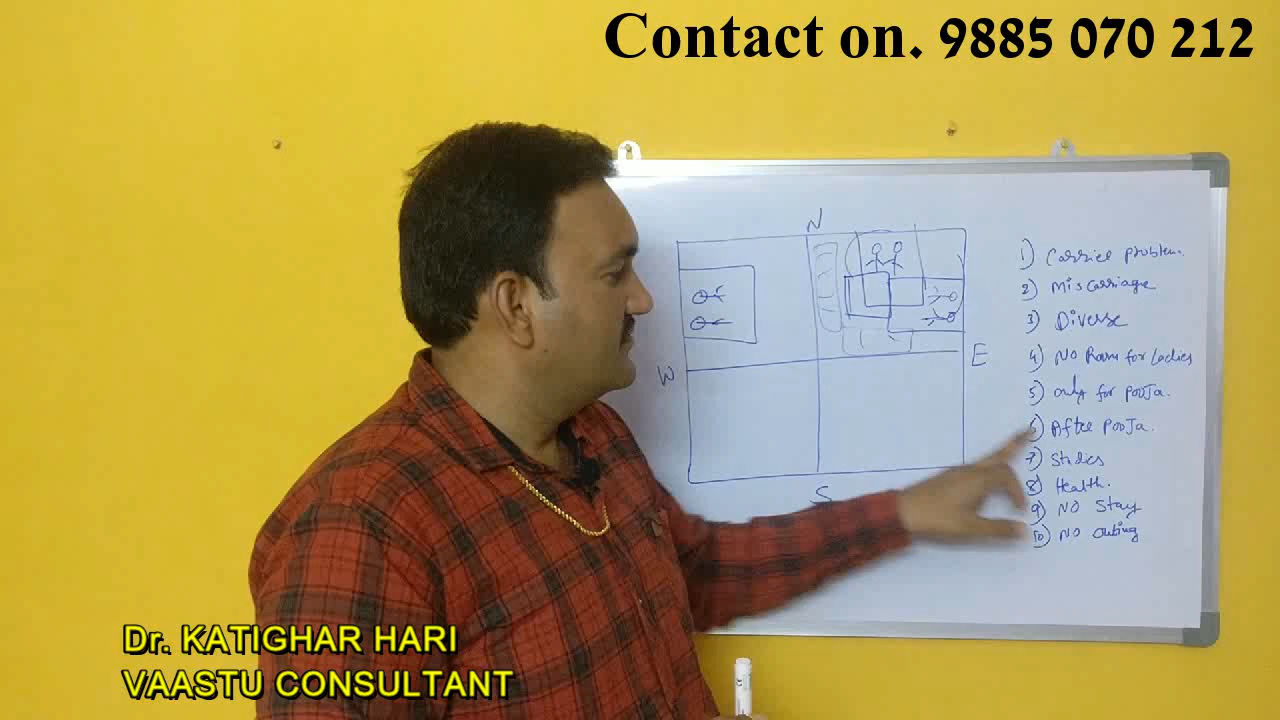 Contact on. 9885 070 212
N
W
E
S
1) Carriee problem.
2) Miscarriage
3) Diverse
4) NO Room for Ladies
5) only for PooJa.
6) After PooJa.
7) Studies
8) Health.
9) NO Stay
10) NO Outing
Dr. KATIGHAR HARI
VAASTU CONSULTANT